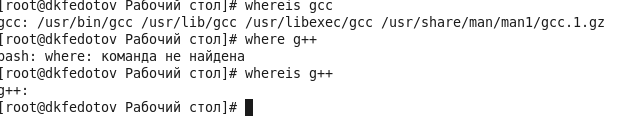 [root@dkfedotov Рабочий стол]# whereis gcc
gcc: /usr/bin/gcc /usr/lib/gcc /usr/libexec/gcc /usr/share/man/man1/gcc.1.gz
[root@dkfedotov Рабочий стол]# where g++
bash: where: команда не найдена
[root@dkfedotov Рабочий стол]# whereis g++
g++:
[root@dkfedotov Рабочий стол]#